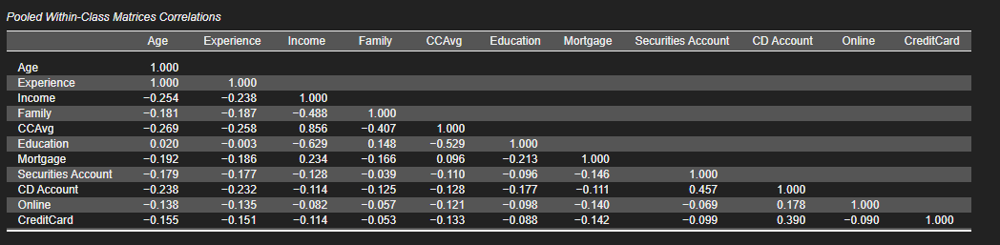 Pooled Within-Class Matrices Correlations
Age Experience Income Family CCAvg Education Mortgage Securities Account CD Account Online CreditCard
Age 1.000
Experience 1.000 1.000
Income −0.254 −0.238 1.000
Family −0.181 −0.187 −0.488 1.000
CCAvg −0.269 −0.258 0.856 −0.407 1.000
Education 0.020 −0.003 −0.629 0.148 −0.529 1.000
Mortgage −0.192 −0.186 0.234 −0.166 0.096 −0.213 1.000
Securities Account −0.179 −0.177 −0.128 −0.039 −0.110 −0.096 −0.146 1.000
CD Account −0.238 −0.232 −0.114 −0.125 −0.128 −0.177 −0.111 0.457 1.000
Online −0.138 −0.135 −0.082 −0.057 −0.121 −0.098 −0.140 −0.069 0.178 1.000
CreditCard −0.155 −0.151 −0.114 −0.053 −0.133 −0.088 −0.142 −0.099 0.390 −0.090 1.000